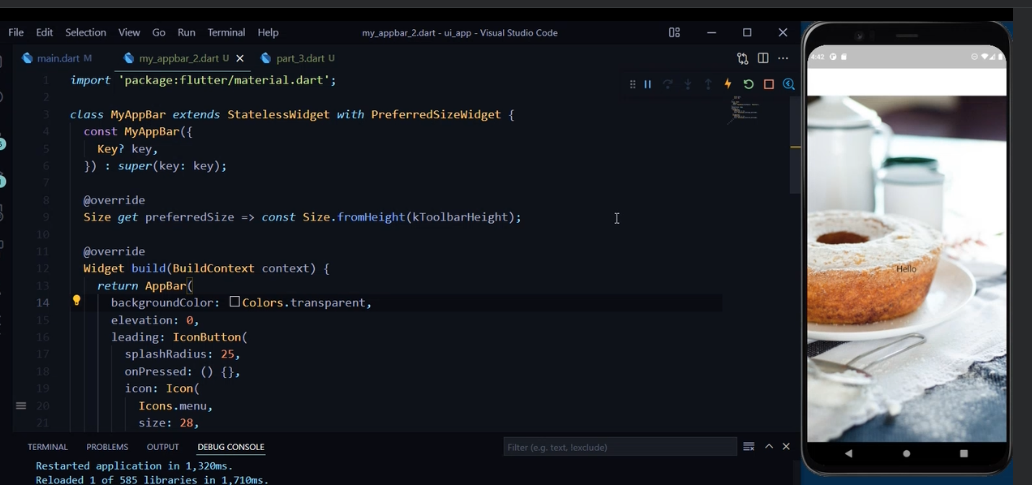 File Edit Selection View Go Run Terminal Help my_appbar_2.dart - ui_app - Visual Studio Code
main.dart M my_appbar_2.dart U part_3.dart U
1 import 'package:flutter/material.dart';
2
3 class MyAppBar extends StatelessWidget with PreferredSizeWidget {
4 const MyAppBar({
5 Key? key,
6 }) : super(key: key);
7
8 @override
9 Size get preferredSize => const Size.fromHeight(kToolbarHeight);
10
11 @override
12 Widget build(BuildContext context) {
13 return AppBar(
14 backgroundColor: Colors.transparent,
15 elevation: 0,
16 leading: IconButton(
17 splashRadius: 25,
18 onPressed: () {},
19 icon: Icon(
20 Icons.menu,
21 size: 28,
TERMINAL PROBLEMS OUTPUT DEBUG CONSOLE Filter (e.g. text, !exclude)
Restarted application in 1,320ms.
Reloaded 1 of 585 libraries in 1,710ms.
4:42
Hello